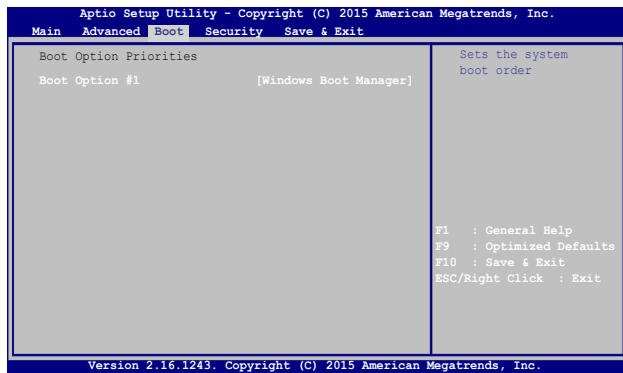 Aptio Setup Utility - Copyright (C) 2015 American Megatrends, Inc.
Main Advanced Boot Security Save & Exit
Boot Option Priorities
Boot Option #1 [Windows Boot Manager]
Sets the system
boot order
F1 : General Help
F9 : Optimized Defaults
F10 : Save & Exit
ESC/Right Click : Exit
Version 2.16.1243. Copyright (C) 2015 American Megatrends, Inc.